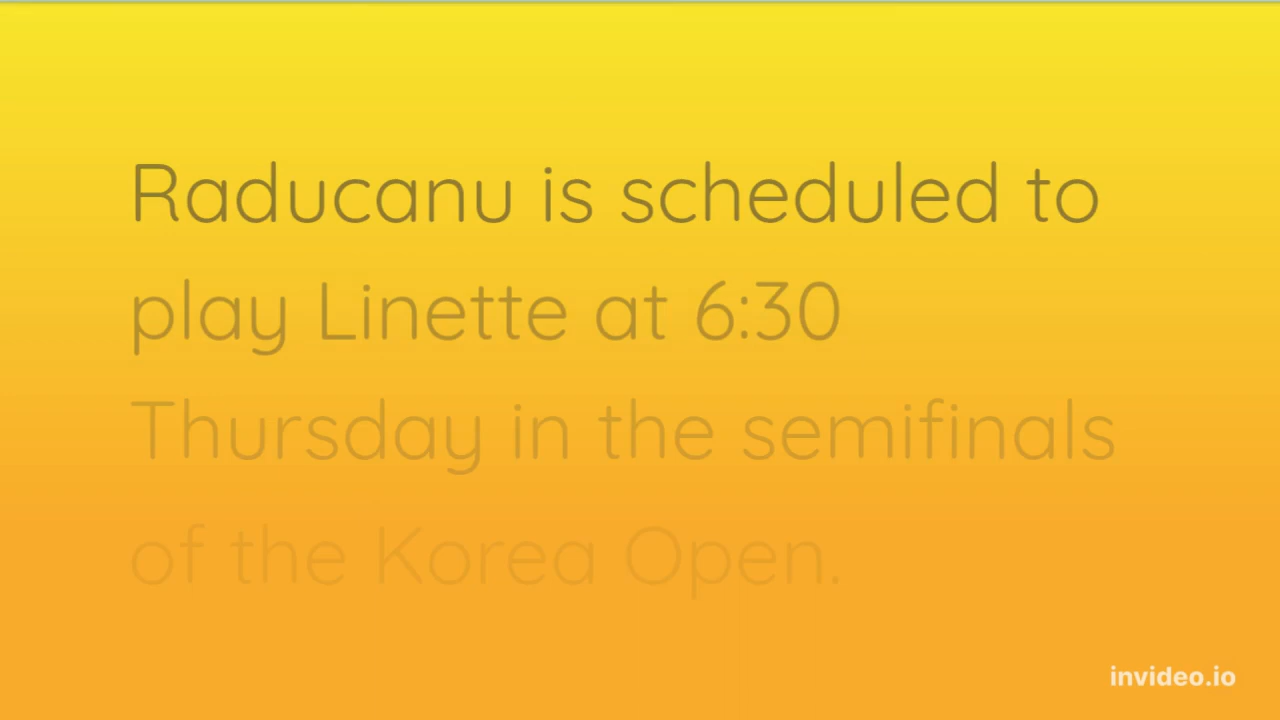 Raducanu is scheduled to
play Linette at 6:30
Thursday in the semifinals
of the Korea Open.
invideo.io